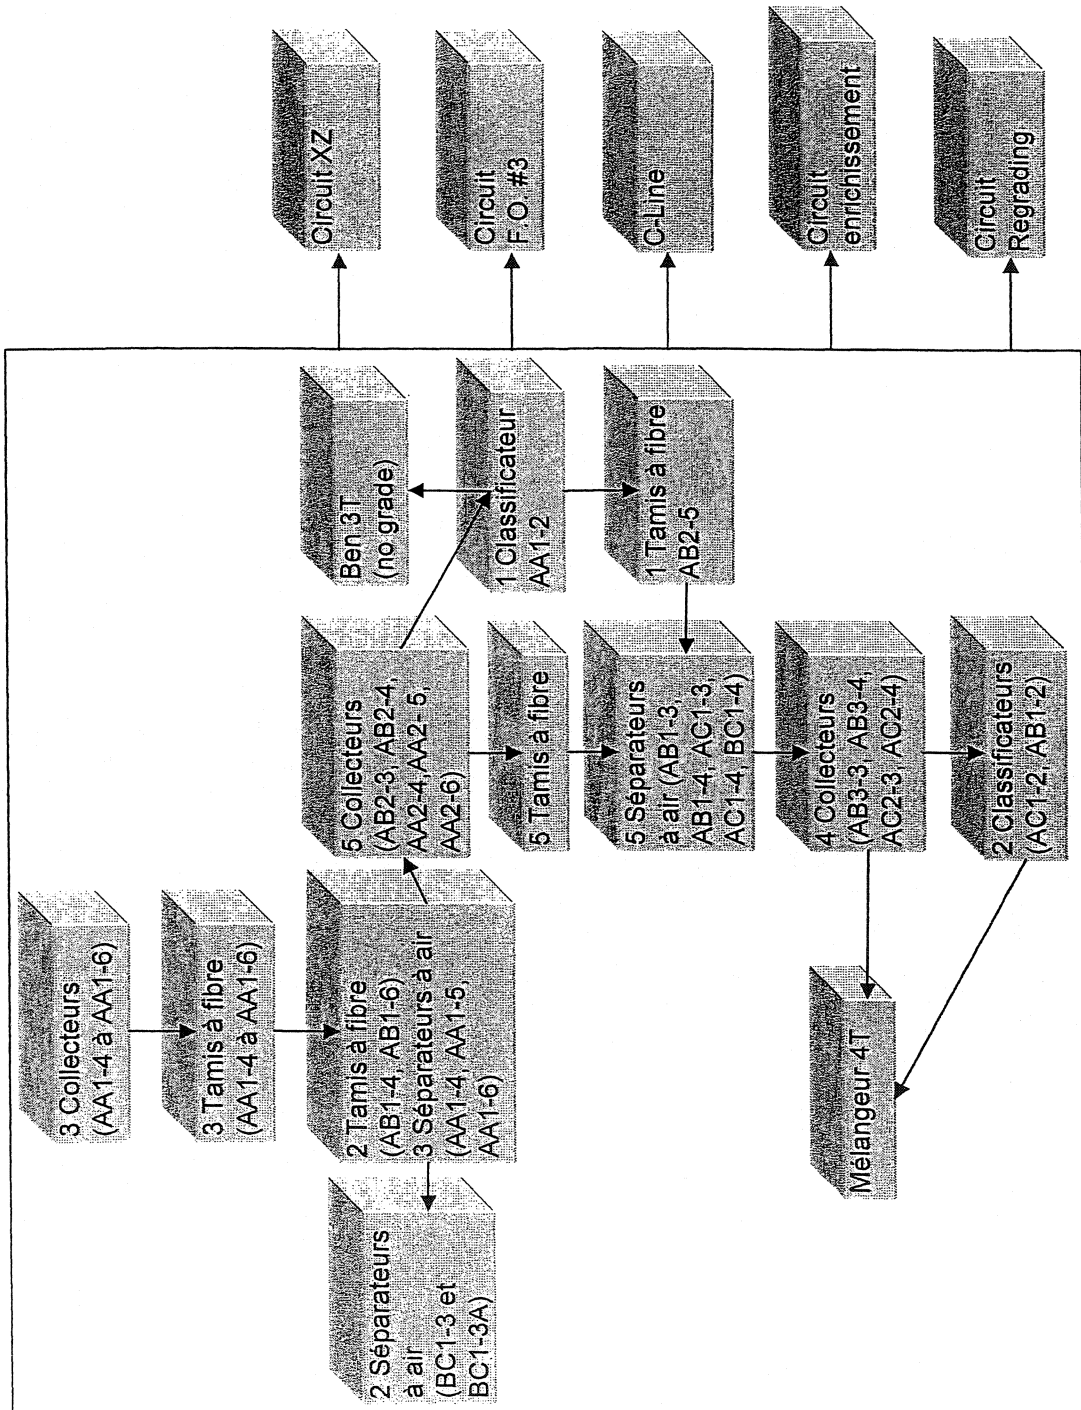 3 Collecteurs
(AA1-4 à AA1-6)
3 Tamis à fibre
(AA1-4 à AA1-6)
2 Tamis à fibre
(AB1-4, AB1-6)
3 Séparateurs à air
(AA1-4, AA1-5,
AA1-6)
2 Séparateurs
à air
(BC1-3 et
BC1-3A)
5 Collecteurs
(AB2-3, AB2-4,
AA2-4,AA2- 5,
AA2-6)
5 Tamis à fibre
5 Séparateurs
à air (AB1-3,
AB1-4, AC1-3,
AC1-4, BC1-4)
4 Collecteurs
(AB3-3, AB3-4,
AC2-3, AC2-4)
2 Classificateurs
(AC1-2, AB1-2)
Mélangeur 4T
Ben 3T
(no grade)
1 Classificateur
AA1-2
1 Tamis à fibre
AB2-5
Circuit XZ
Circuit
F.O. #3
C-Line
Circuit
enrichissement
Circuit
Regrading